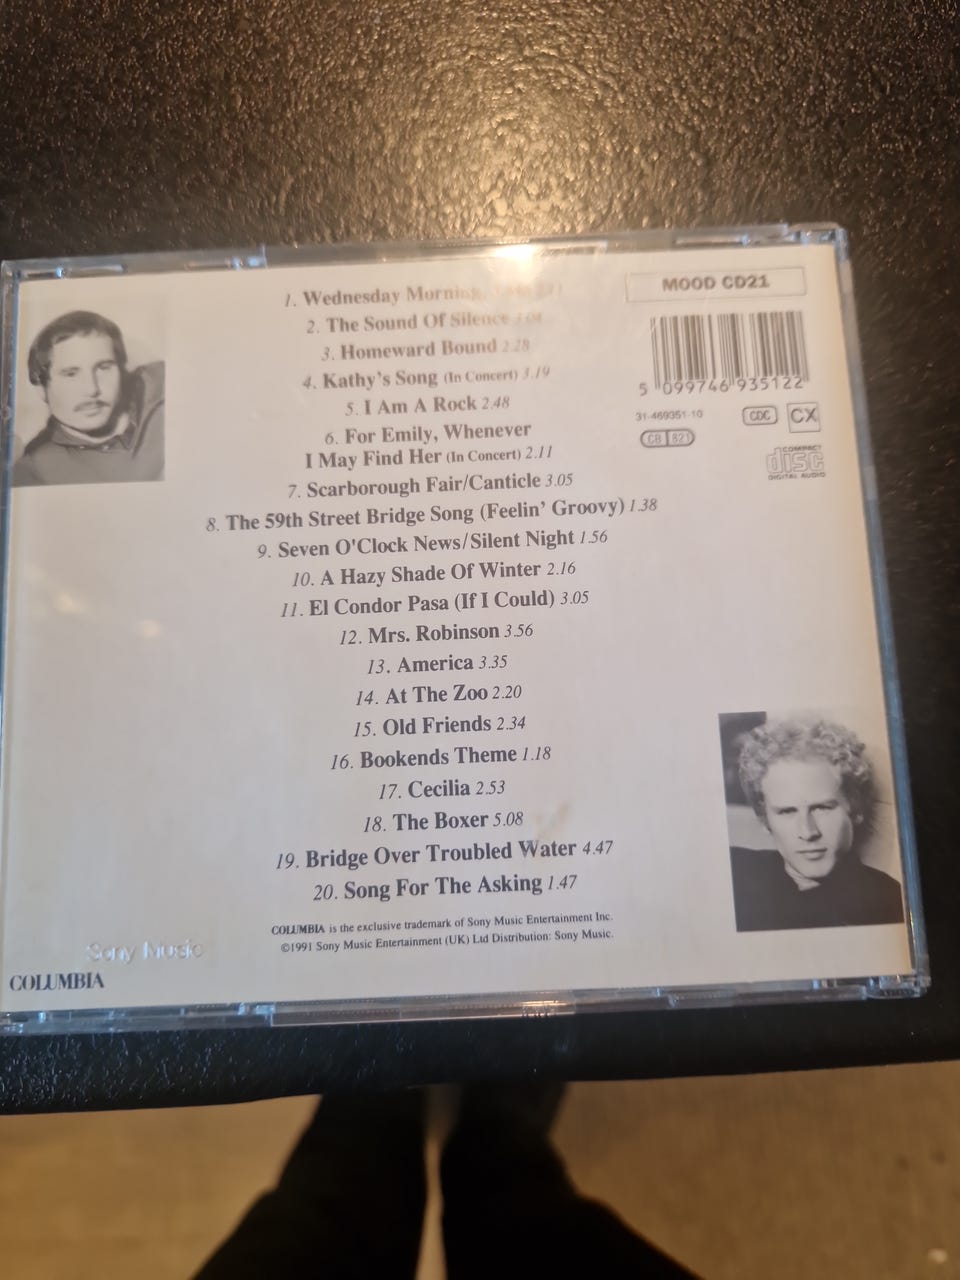 MOOD CD21
1. Wednesday Morning,
2. The Sound Of Silence 3.04
3. Homeward Bound 2.28
4. Kathy's Song (In Concert) 3.19
5. I Am A Rock 2.48
6. For Emily, Whenever
I May Find Her (In Concert) 2.11
7. Scarborough Fair/Canticle 3.05
8. The 59th Street Bridge Song (Feelin' Groovy) 1.38
9. Seven O'Clock News/Silent Night 1.56
10. A Hazy Shade Of Winter 2.16
11. El Condor Pasa (If I Could) 3.05
12. Mrs. Robinson 3.56
13. America 3.35
14. At The Zoo 2.20
15. Old Friends 2.34
16. Bookends Theme 1.18
17. Cecilia 2.53
18. The Boxer 5.08
19. Bridge Over Troubled Water 4.47
20. Song For The Asking 1.47
5 099746 935122
31-469351-10
CDC
CX
CB 821
COMPACT
disc
DIGITAL AUDIO
COLUMBIA is the exclusive trademark of Sony Music Entertainment Inc.
©1991 Sony Music Entertainment (UK) Ltd Distribution: Sony Music.
Sony Music
COLUMBIA